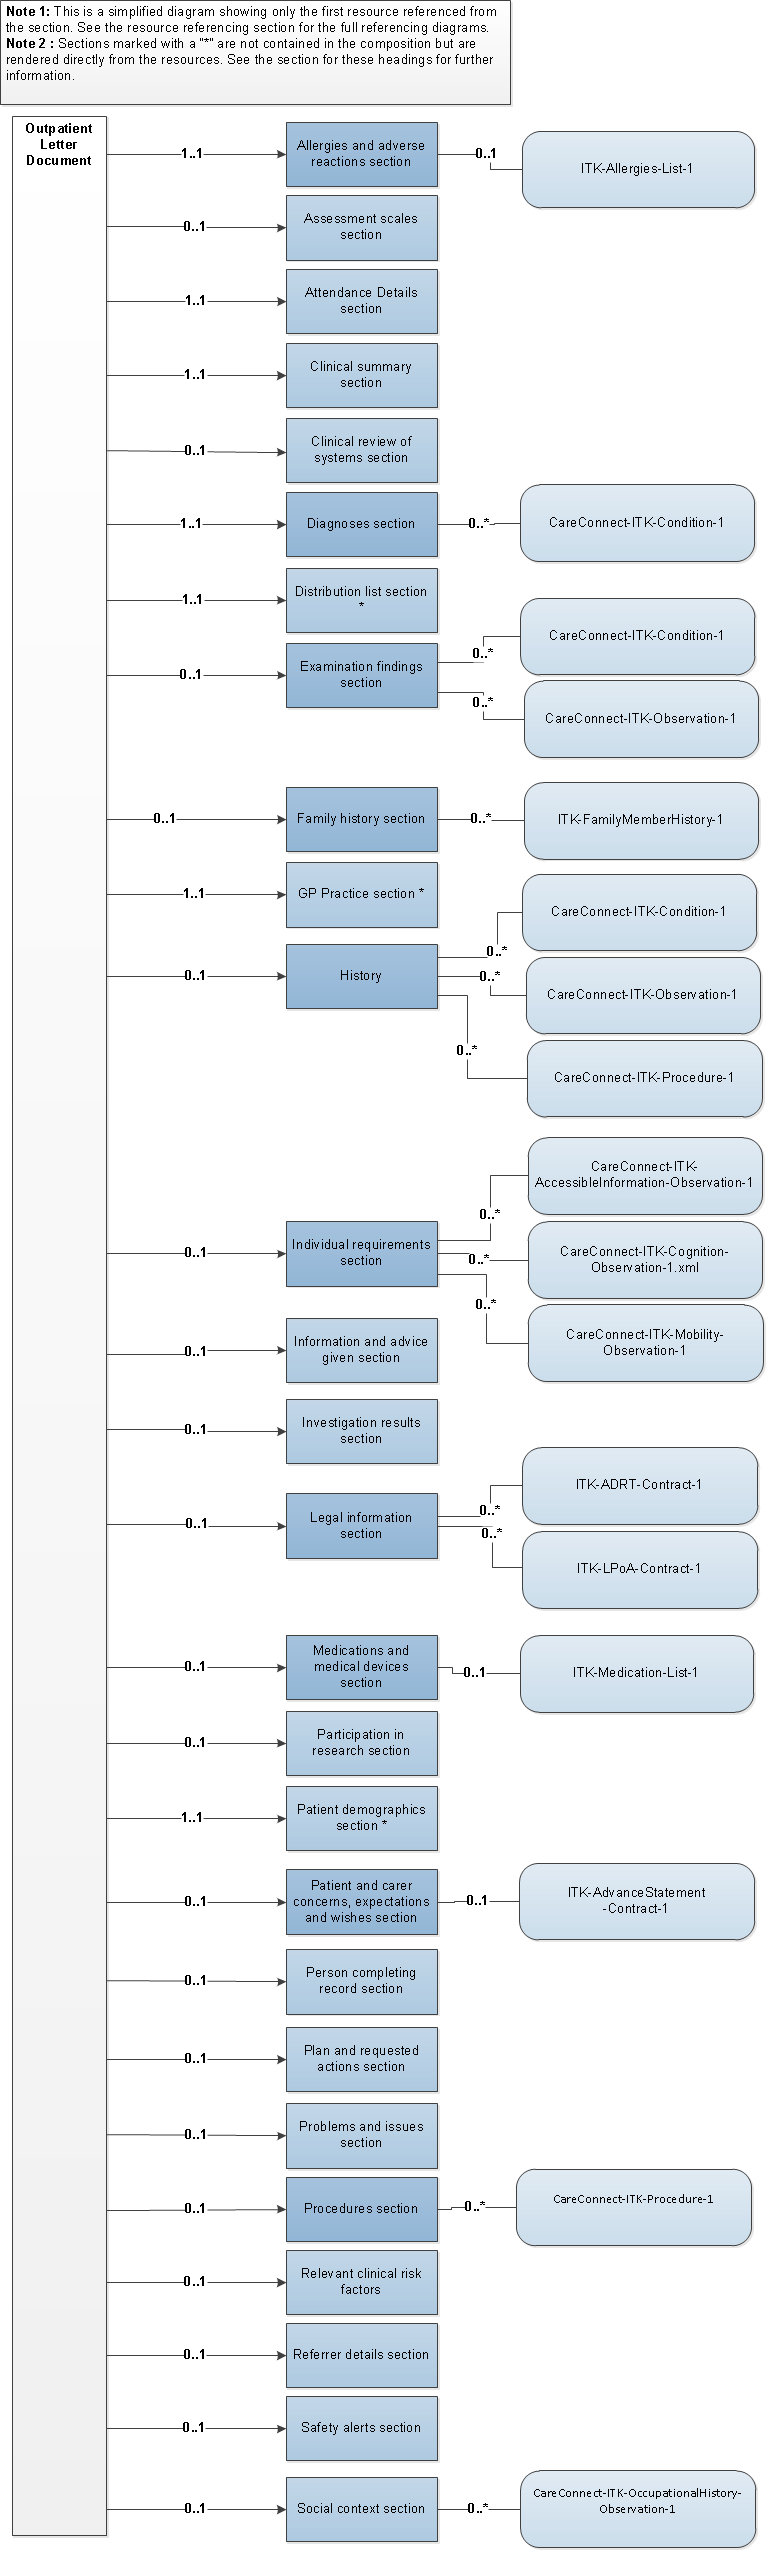 Note 1: This is a simplified diagram showing only the first resource referenced from
the section. See the resource referencing section for the full referencing diagrams.
Note 2 : Sections marked with a "*" are not contained in the composition but are
rendered directly from the resources. See the section for these headings for further
information.
Outpatient
Letter
Document
1..1
Allergies and adverse
reactions section
0..1
ITK-Allergies-List-1
0..1
Assessment scales
section
1..1
Attendance Details
section
1..1
Clinical summary
section
0..1
Clinical review of
systems section
1..1
Diagnoses section
0..*
CareConnect-ITK-Condition-1
1..1
Distribution list section
*
0..1
Examination findings
section
0..*
CareConnect-ITK-Condition-1
0..*
CareConnect-ITK-Observation-1
0..1
Family history section
0..*
ITK-FamilyMemberHistory-1
1..1
GP Practice section *
0..1
History
0..*
CareConnect-ITK-Condition-1
0..*
CareConnect-ITK-Observation-1
0..*
CareConnect-ITK-Procedure-1
0..1
Individual requirements
section
0..*
CareConnect-ITK-
AccessibleInformation-Observation-1
0..*
CareConnect-ITK-Cognition-
Observation-1.xml
0..*
CareConnect-ITK-Mobility-
Observation-1
0..1
Information and advice
given section
0..1
Investigation results
section
0..1
Legal information
section
0..*
ITK-ADRT-Contract-1
0..*
ITK-LPoA-Contract-1
0..1
Medications and
medical devices
section
0..1
ITK-Medication-List-1
0..1
Participation in
research section
1..1
Patient demographics
section *
0..1
Patient and carer
concerns, expectations
and wishes section
0..1
ITK-AdvanceStatement
-Contract-1
0..1
Person completing
record section
0..1
Plan and requested
actions section
0..1
Problems and issues
section
0..1
Procedures section
0..*
CareConnect-ITK-Procedure-1
0..1
Relevant clinical risk
factors
0..1
Referrer details section
0..1
Safety alerts section
0..1
Social context section
0..*
CareConnect-ITK-OccupationalHistory-
Observation-1